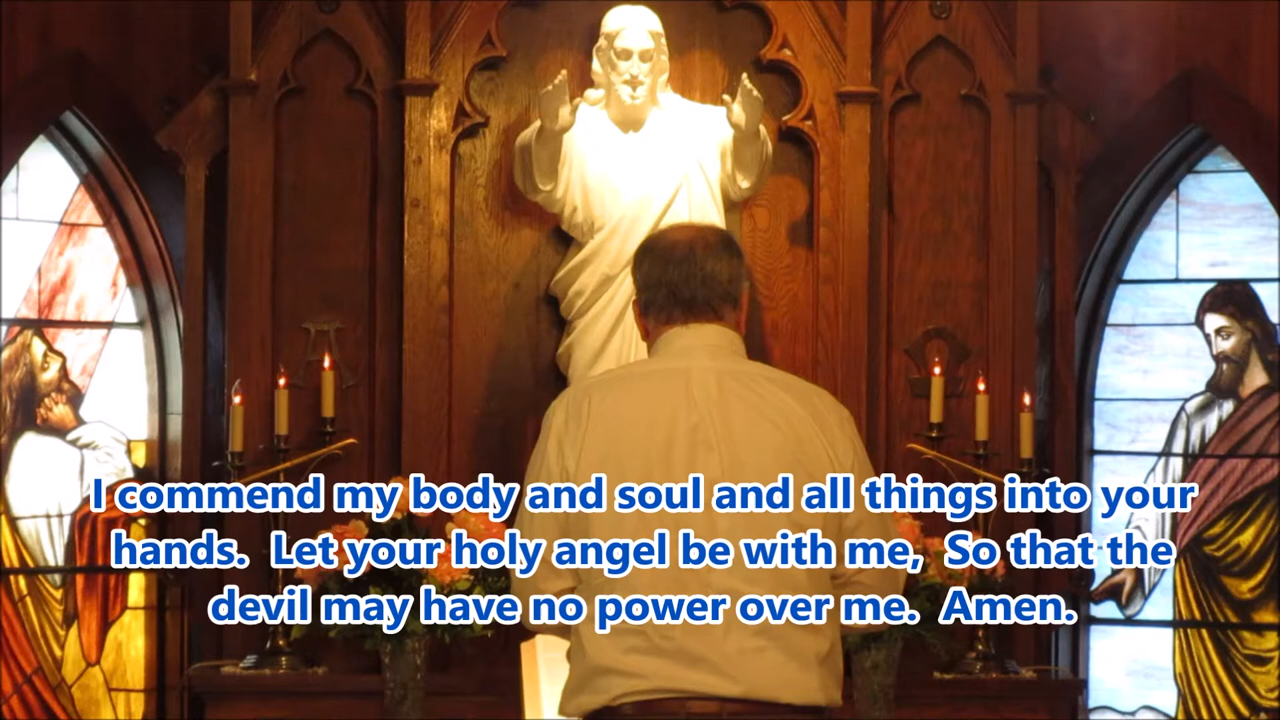 I commend my body and soul and all things into your
hands.  Let your holy angel be with me,  So that the
devil may have no power over me.  Amen.